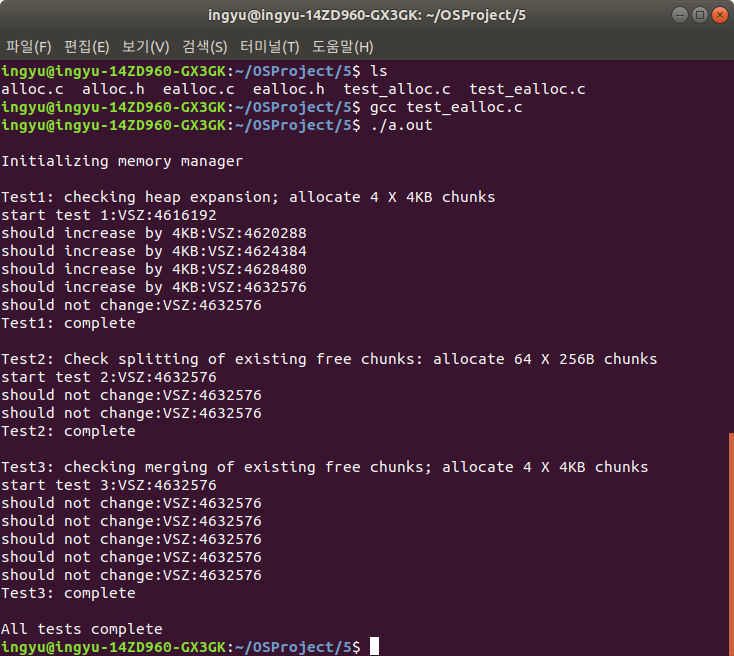 ingyu@ingyu-14ZD960-GX3GK: ~/OSProject/5
파일(F) 편집(E) 보기(V) 검색(S) 터미널(T) 도움말(H)
ingyu@ingyu-14ZD960-GX3GK:~/OSProject/5$ ls
alloc.c  alloc.h  ealloc.c  ealloc.h  test_alloc.c  test_ealloc.c
ingyu@ingyu-14ZD960-GX3GK:~/OSProject/5$ gcc test_ealloc.c
ingyu@ingyu-14ZD960-GX3GK:~/OSProject/5$ ./a.out
Initializing memory manager
Test1: checking heap expansion; allocate 4 X 4KB chunks
start test 1:VSZ:4616192
should increase by 4KB:VSZ:4620288
should increase by 4KB:VSZ:4624384
should increase by 4KB:VSZ:4628480
should increase by 4KB:VSZ:4632576
should not change:VSZ:4632576
Test1: complete
Test2: Check splitting of existing free chunks: allocate 64 X 256B chunks
start test 2:VSZ:4632576
should not change:VSZ:4632576
should not change:VSZ:4632576
Test2: complete
Test3: checking merging of existing free chunks; allocate 4 X 4KB chunks
start test 3:VSZ:4632576
should not change:VSZ:4632576
should not change:VSZ:4632576
should not change:VSZ:4632576
should not change:VSZ:4632576
should not change:VSZ:4632576
Test3: complete
All tests complete
ingyu@ingyu-14ZD960-GX3GK:~/OSProject/5$